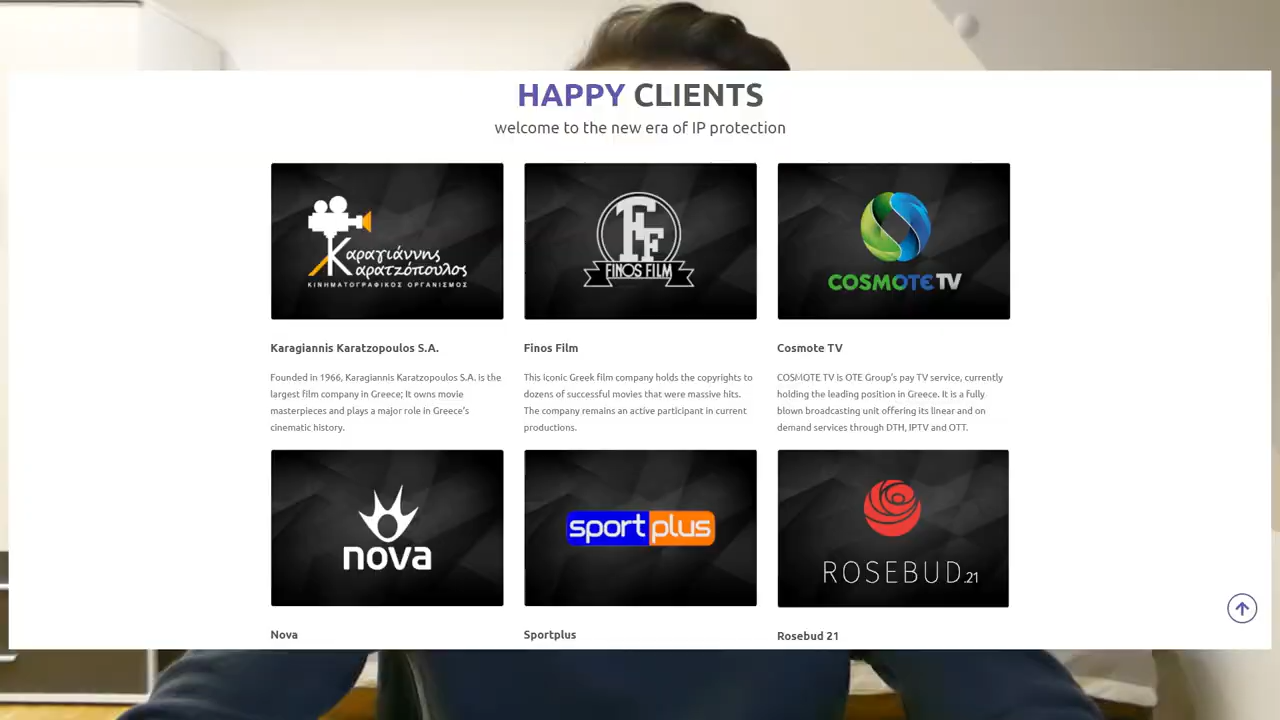 HAPPY CLIENTS
welcome to the new era of IP protection
Καραγιάννης
Καρατζόπουλος
ΚΙΝΗΜΑΤΟΓΡΑΦΙΚΟΣ ΟΡΓΑΝΙΣΜΟΣ
FF
FINOS FILM
COSMOTE TV
Karagiannis Karatzopoulos S.A.
Founded in 1966, Karagiannis Karatzopoulos S.A. is the
largest film company in Greece; It owns movie
masterpieces and plays a major role in Greece's
cinematic history.
Finos Film
This iconic Greek film company holds the copyrights to
dozens of successful movies that were massive hits.
The company remains an active participant in current
productions.
Cosmote TV
COSMOTE TV is OTE Group's pay TV service, currently
holding the leading position in Greece. It is a fully
blown broadcasting unit offering its linear and on
demand services through DTH, IPTV and OTT.
nova
sport plus
ROSEBUD.21
Nova
Sportplus
Rosebud 21